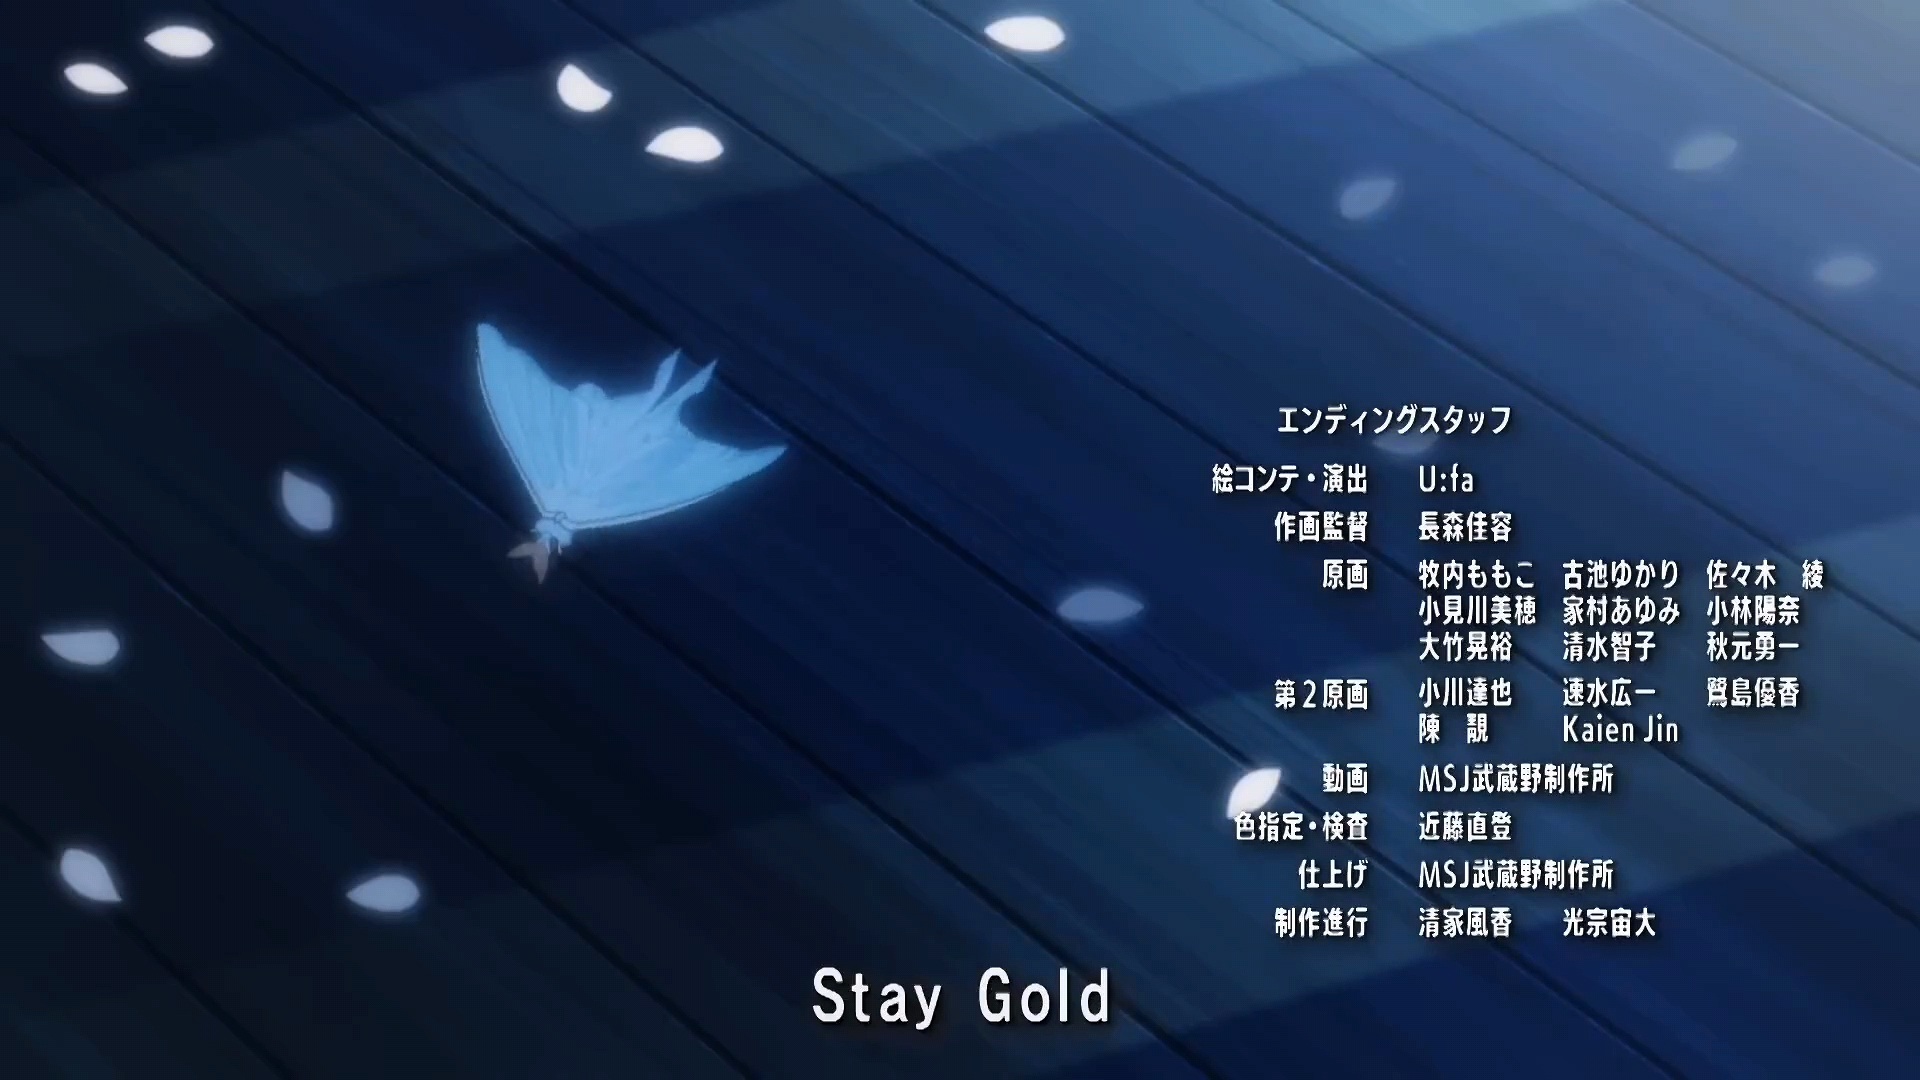 エンディングスタッフ
絵コンテ・演出 U:fa
作画監督 長森佳容
原画 牧内ももこ 古池ゆかり 佐々木 綾
小見川美穂 家村あゆみ 小林陽奈
大竹晃裕 清水智子 秋元勇一
第2原画 小川達也 速水広一 鷺島優香
陳 靚 Kaien Jin
動画 MSJ武蔵野制作所
色指定・検査 近藤直登
仕上げ MSJ武蔵野制作所
制作進行 清家風香 光宗宙大
Stay Gold